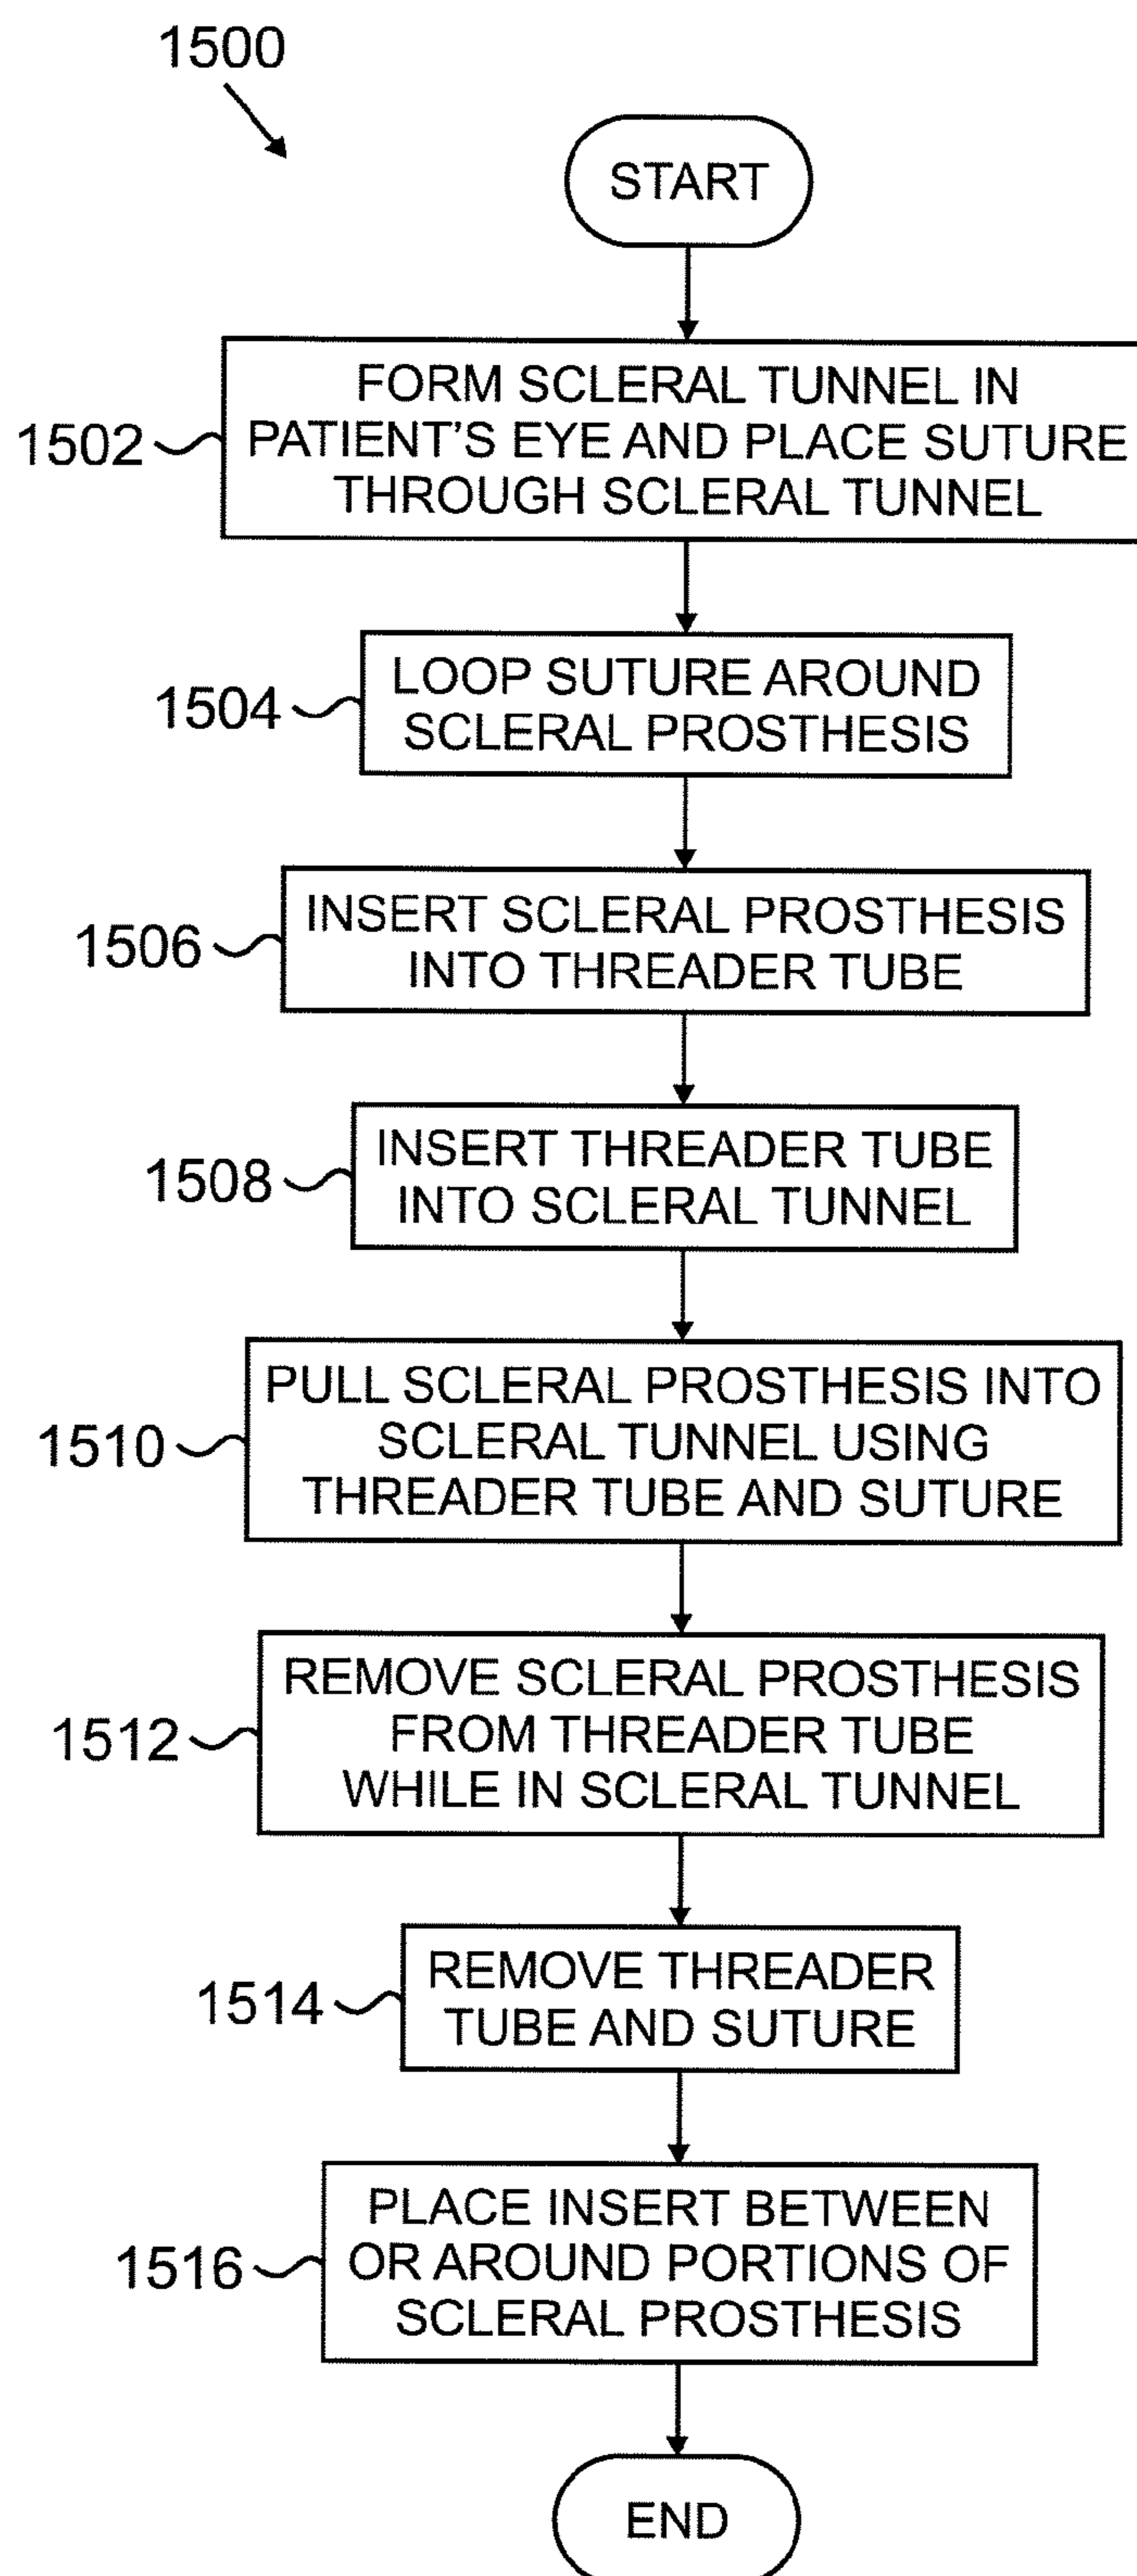 1500
START
1502
FORM SCLERAL TUNNEL IN
PATIENT'S EYE AND PLACE SUTURE
THROUGH SCLERAL TUNNEL
1504
LOOP SUTURE AROUND
SCLERAL PROSTHESIS
1506
INSERT SCLERAL PROSTHESIS
INTO THREADER TUBE
1508
INSERT THREADER TUBE
INTO SCLERAL TUNNEL
1510
PULL SCLERAL PROSTHESIS INTO
SCLERAL TUNNEL USING
THREADER TUBE AND SUTURE
1512
REMOVE SCLERAL PROSTHESIS
FROM THREADER TUBE
WHILE IN SCLERAL TUNNEL
1514
REMOVE THREADER
TUBE AND SUTURE
1516
PLACE INSERT BETWEEN
OR AROUND PORTIONS OF
SCLERAL PROSTHESIS
END